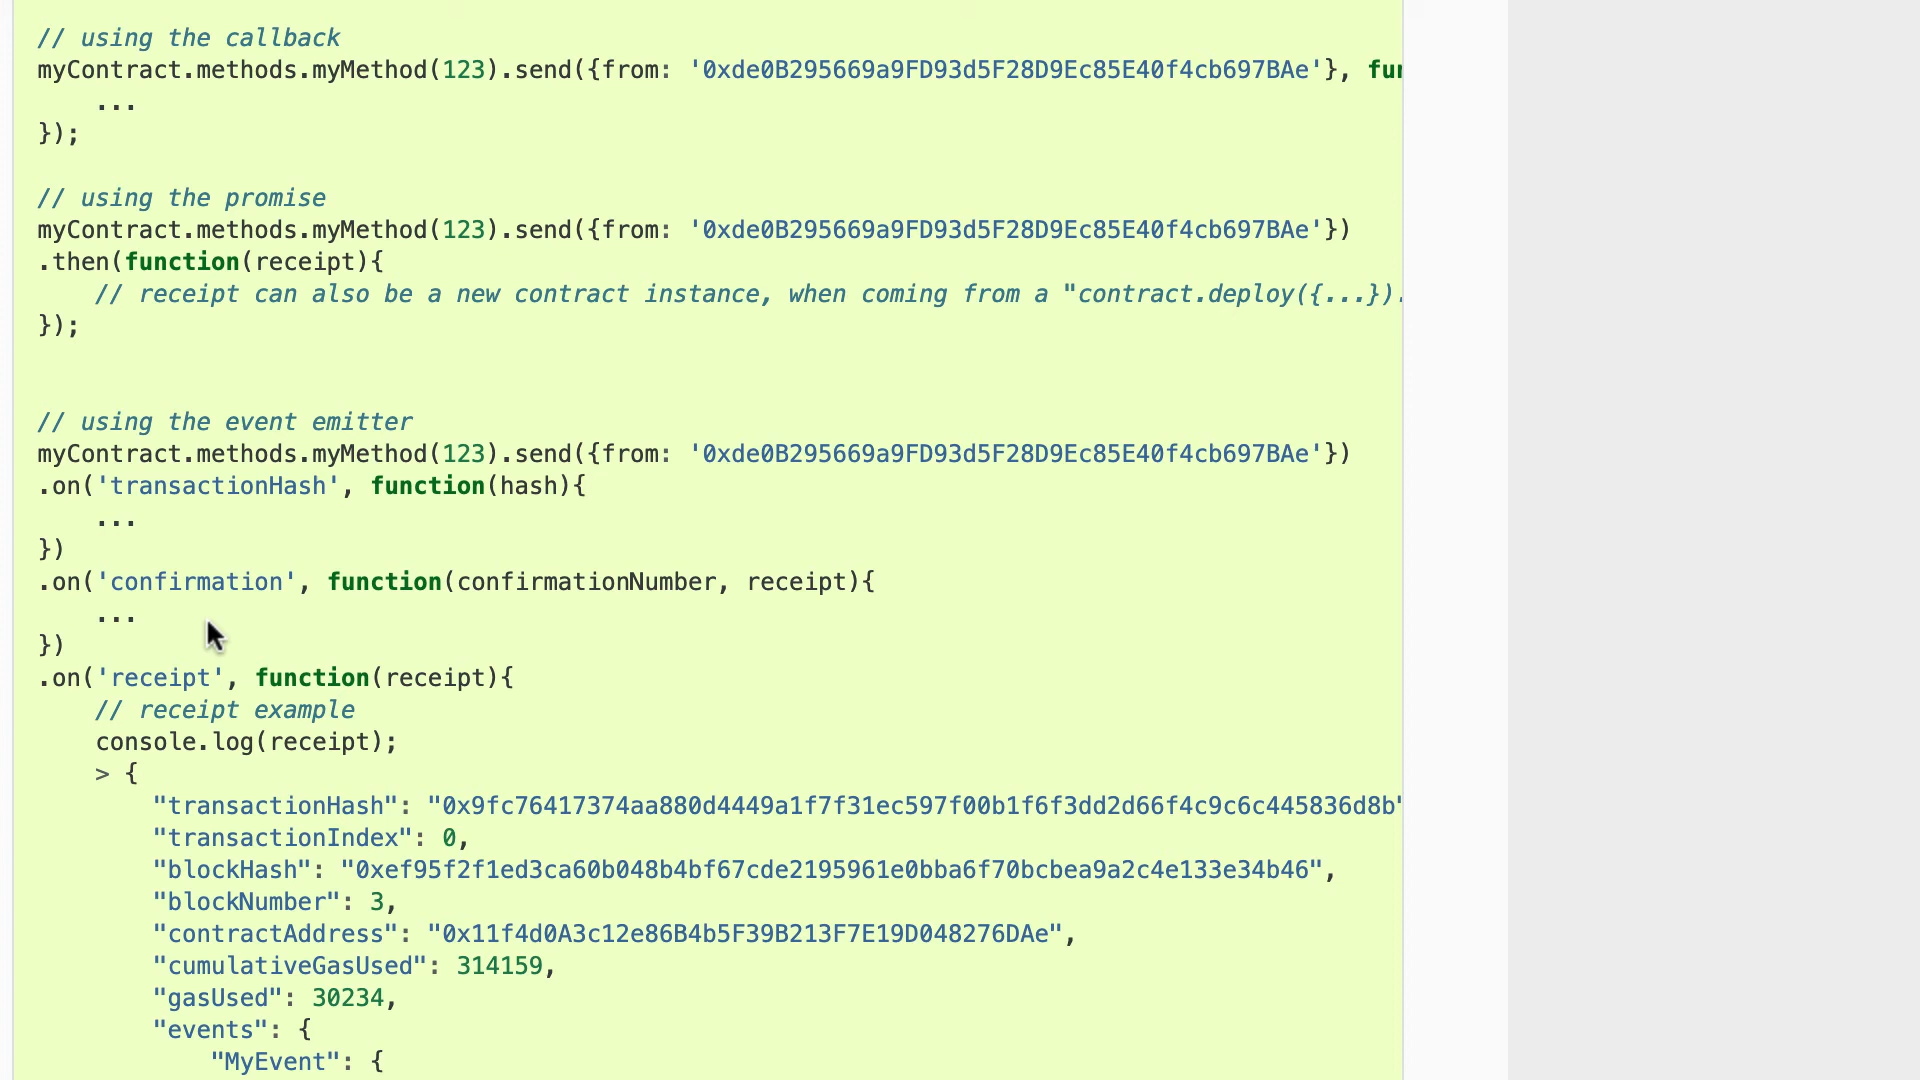 // using the callback
myContract.methods.myMethod(123).send({from: '0xde0B295669a9FD93d5F28D9Ec85E40f4cb697BAe'},
...
});
// using the promise
myContract.methods.myMethod(123).send({from: '0xde0B295669a9FD93d5F28D9Ec85E40f4cb697BAe'})
.then(function(receipt){
// receipt can also be a new contract instance, when coming from a "contract.deploy({...}).
});
// using the event emitter
myContract.methods.myMethod(123).send({from: '0xde0B295669a9FD93d5F28D9Ec85E40f4cb697BAe'})
.on('transactionHash', function(hash){
...
})
.on('confirmation', function(confirmationNumber, receipt){
...
})
.on('receipt', function(receipt){
// receipt example
console.log(receipt);
> {
"transactionHash": "0x9fc76417374aa880d4449a1f7f31ec597f00b1f6f3dd2d66f4c9c6c445836d8b"
"transactionIndex": 0,
"blockHash": "0xef95f2f1ed3ca60b048b4bf67cde2195961e0bba6f70bcbea9a2c4e133e34b46",
"blockNumber": 3,
"contractAddress": "0x11f4d0A3c12e86B4b5F39B213F7E19D048276DAe",
"cumulativeGasUsed": 314159,
"gasUsed": 30234,
"events": {
"MyEvent": {